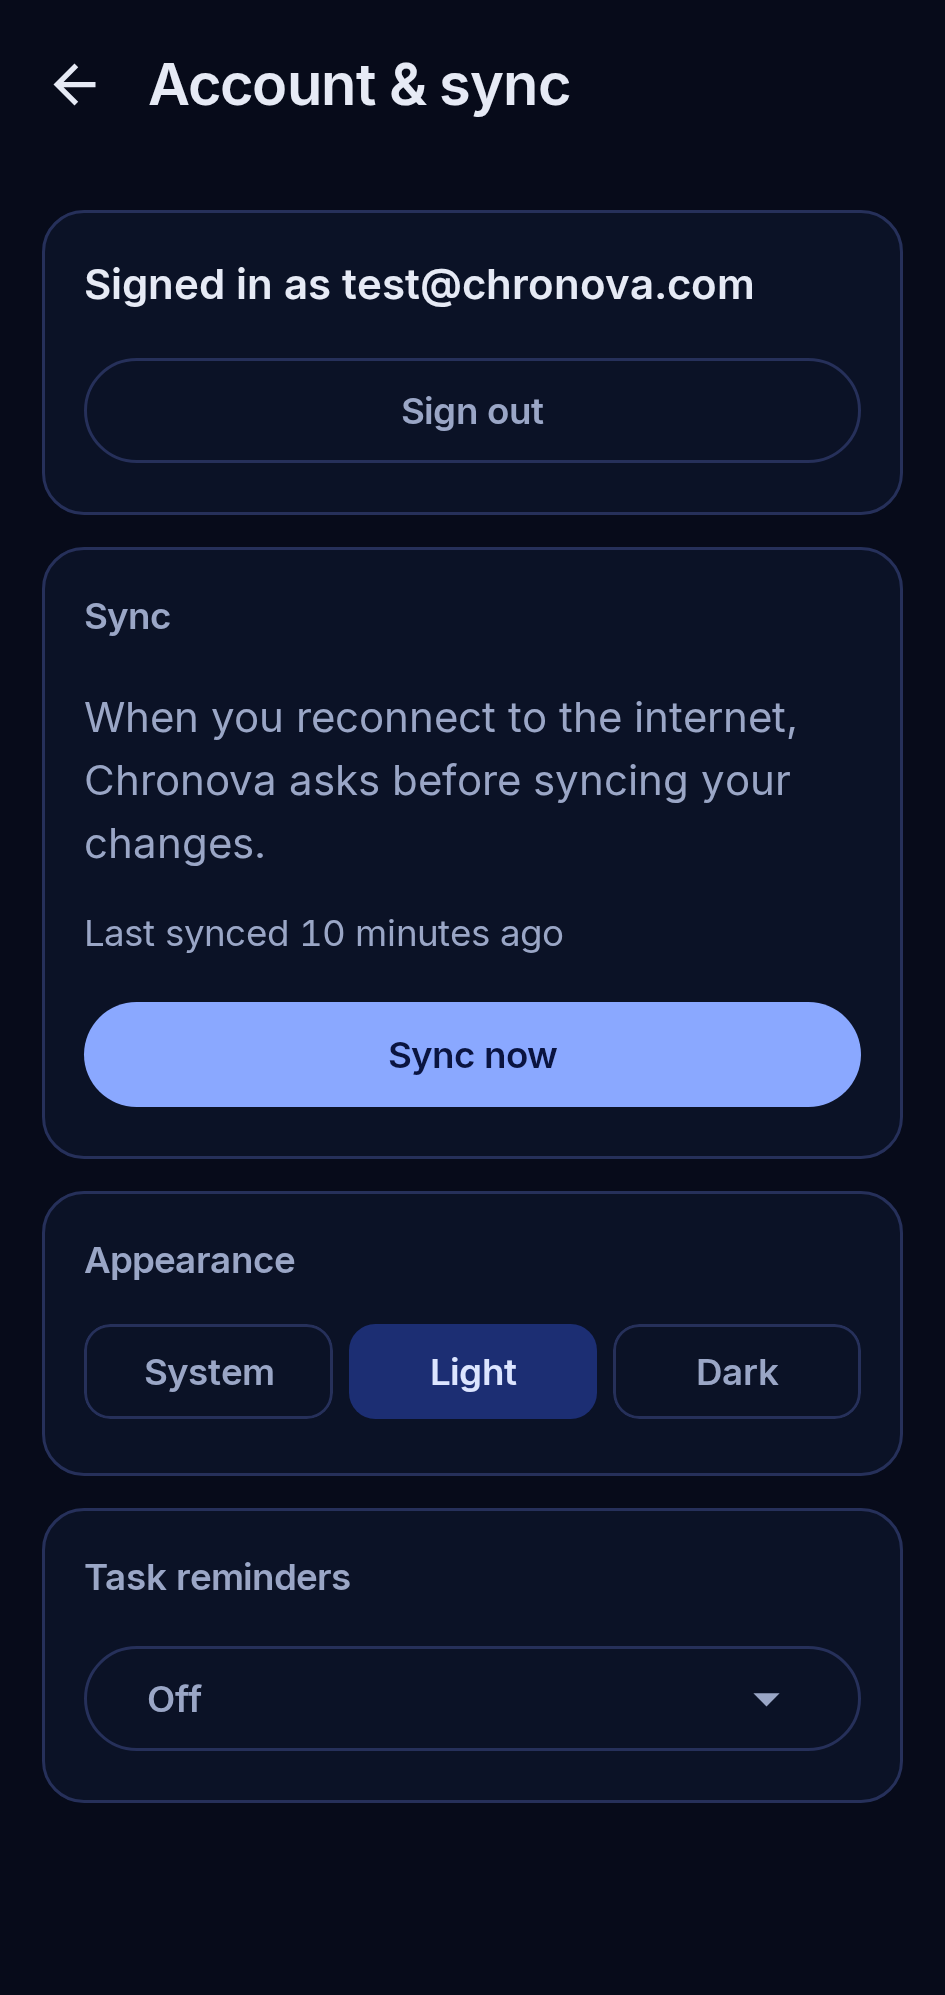 Account & sync
Signed in as test@chronova.com
Sign out
Sync
When you reconnect to the internet,
Chronova asks before syncing your
changes.
Last synced 10 minutes ago
Sync now
Appearance
System
Light
Dark
Task reminders
Off